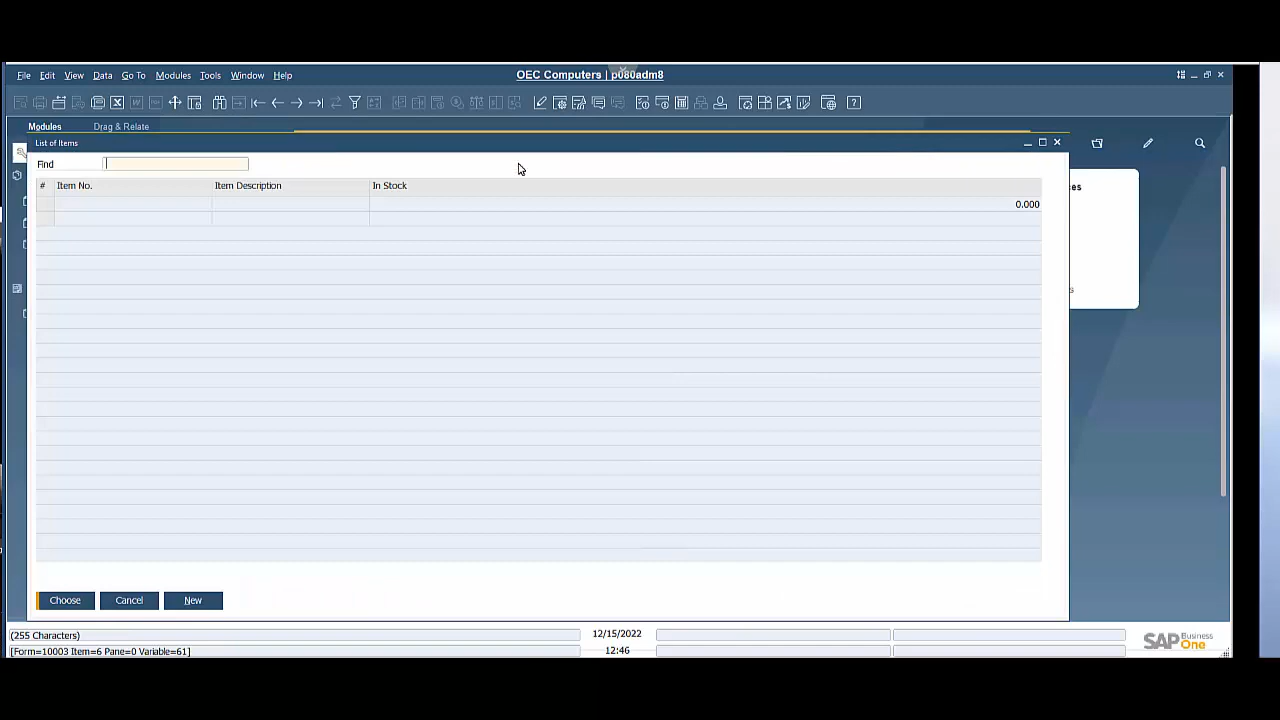 File Edit View Data Go To Modules Tools Window Help
OEC Computers | p080adm8
Modules Drag & Relate
List of Items
Find
# Item No. Item Description In Stock
0.000
es
s
Choose Cancel New
(255 Characters)
12/15/2022
[Form=10003 Item=6 Pane=0 Variable=61]
12:46
SAP Business One